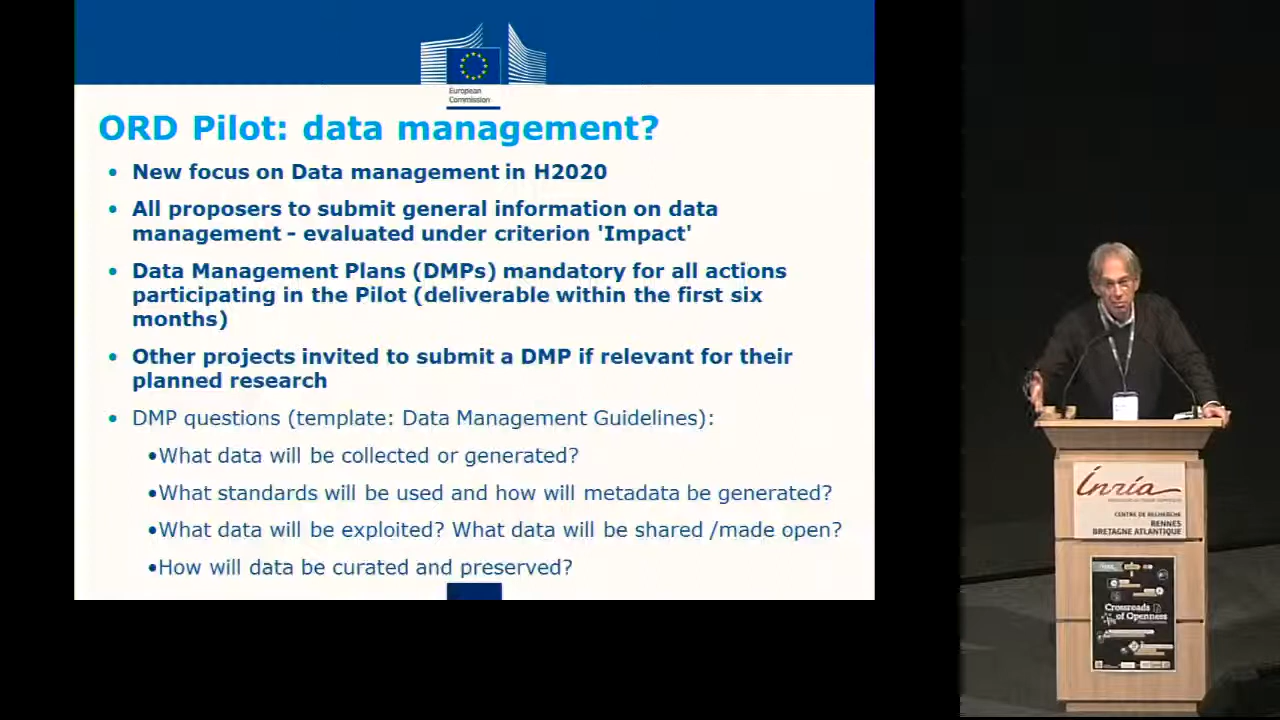 European
Commission
ORD Pilot: data management?
• New focus on Data management in H2020
• All proposers to submit general information on data
management - evaluated under criterion 'Impact'
• Data Management Plans (DMPs) mandatory for all actions
participating in the Pilot (deliverable within the first six
months)
• Other projects invited to submit a DMP if relevant for their
planned research
• DMP questions (template: Data Management Guidelines):
•What data will be collected or generated?
•What standards will be used and how will metadata be generated?
•What data will be exploited? What data will be shared /made open?
•How will data be curated and preserved?
Inría
CENTRE DE RECHERCHE
RENNES
BRETAGNE ATLANTIQUE
Crossroads
of Openness